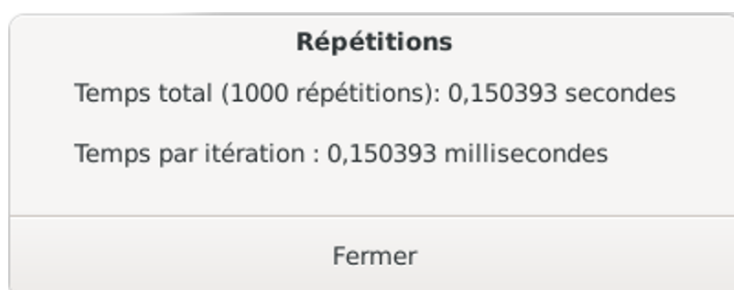 Répétitions
Temps total (1000 répétitions): 0,150393 secondes
Temps par itération : 0,150393 millisecondes
Fermer